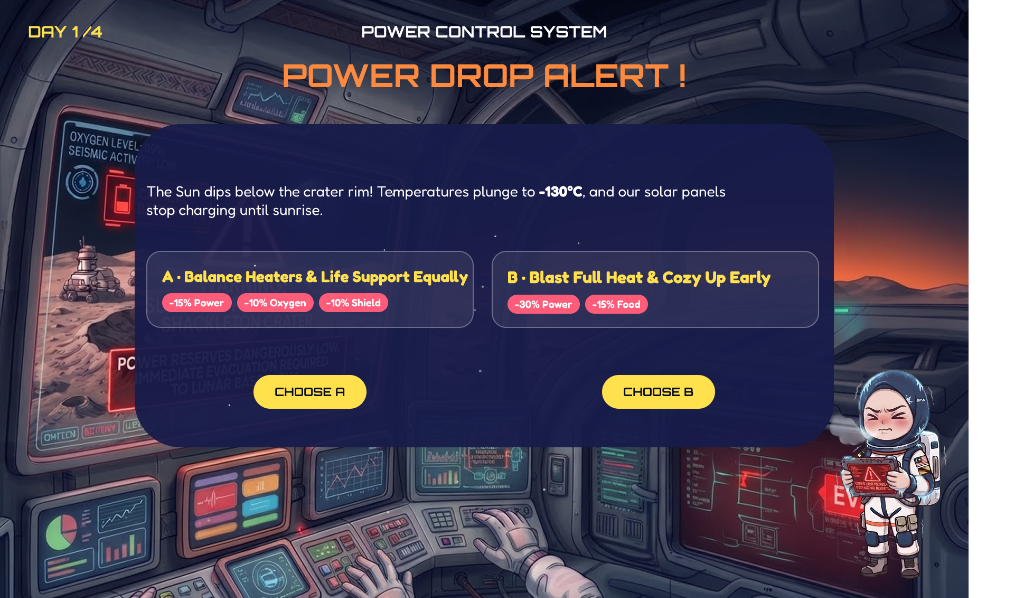 DAY 1/4
POWER CONTROL SYSTEM
POWER DROP ALERT !
OXYGEN LEVEL
SEISMIC ACTIV
The Sun dips below the crater rim! Temperatures plunge to -130°C, and our solar panels
stop charging until sunrise.
A · Balance Heaters & Life Support Equally
-15% Power
-10% Oxygen
-10% Shield
B · Blast Full Heat & Cozy Up Early
-30% Power
-15% Food
PO
POWER RESERVES DANGEROUSLY LOW
IMMEDIATE EVACUATION REQUIRED
TO LUNAR BA
CHOOSE A
CHOOSE B
EV